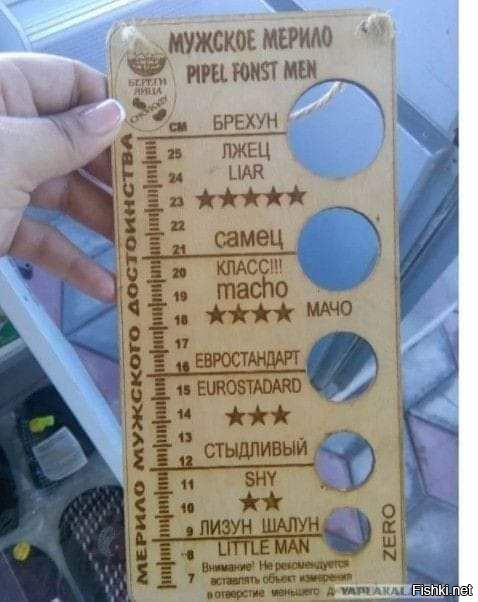 МУЖСКОЕ МЕРИЛО
PIPEL FONST MEN
БЕРЕГИ
ЯЙЦА
МЕРИЛО МУЖСКОГО ДОСТОИНСТВА
СМ
БРЕХУН
25
ЛЖЕЦ
24
LIAR
23
22
самец
21
20
КЛАСС!!!
19
macho
18
МАЧО
17
ЕВРОСТАНДАРТ
16
15
EUROSTADARD
14
13
СТЫДЛИВЫЙ
12
11
SHY
10
9
ЛИЗУН ШАЛУН
8
LITTLE MAN
ZERO
7
Внимание! Не рекомендуется
вставлять объект измерения
в отверстие меньшего
YAPLAKAL
Fishki.net